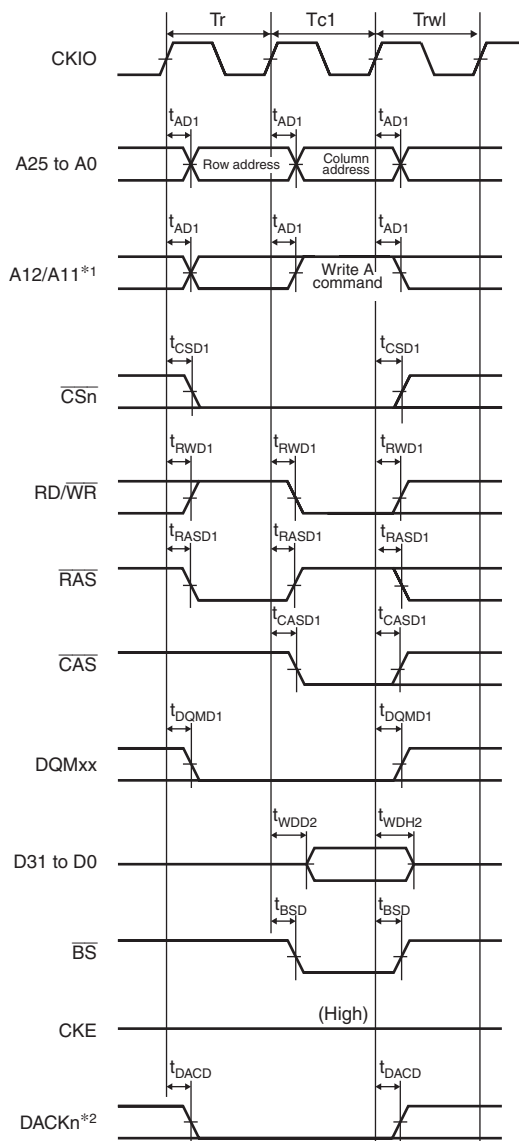 Tr Tc1 Trwl
CKIO
tAD1 tAD1 tAD1
A25 to A0 Row address Column address
tAD1 tAD1 tAD1
A12/A11*1 Write A command
tCSD1 tCSD1
CSn
tRWD1 tRWD1 tRWD1
RD/WR
tRASD1 tRASD1 tRASD1
RAS
tCASD1 tCASD1
CAS
tDQMD1 tDQMD1
DQMxx
tWDD2 tWDH2
D31 to D0
tBSD tBSD
BS
(High)
CKE
tDACD tDACD
DACKn*2